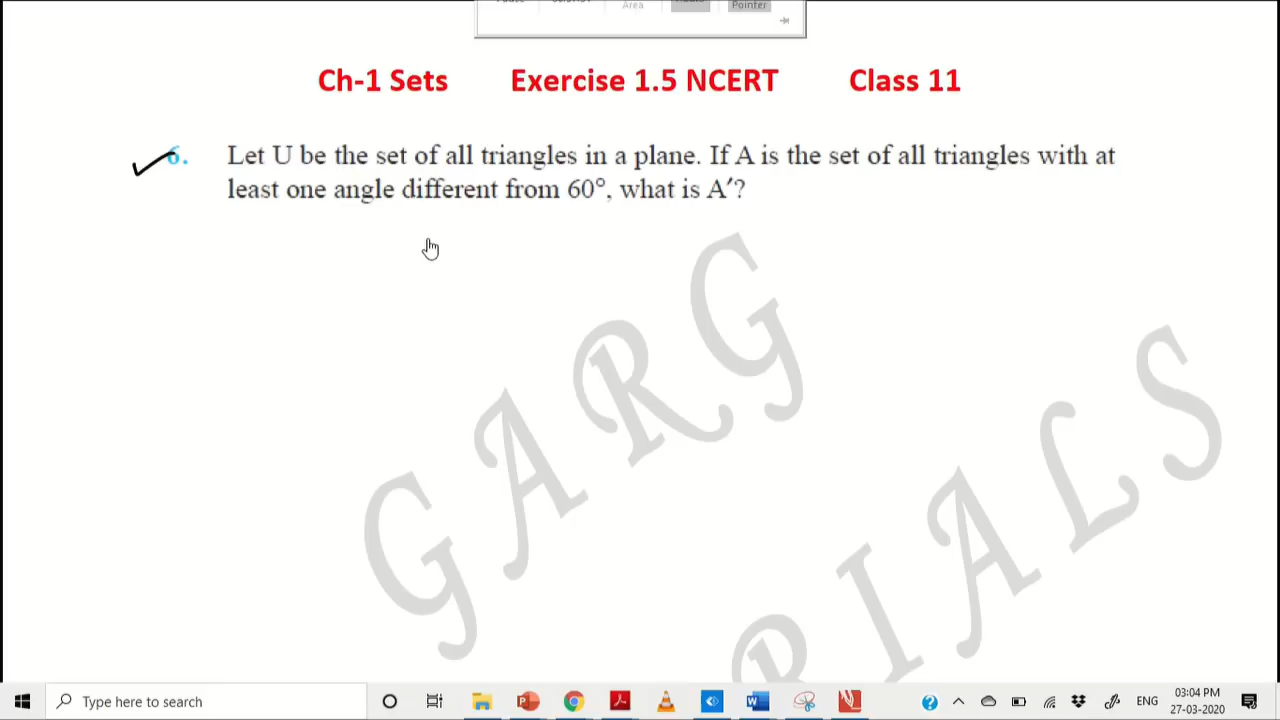 Area
Pointer
Ch-1 Sets Exercise 1.5 NCERT Class 11
6. Let U be the set of all triangles in a plane. If A is the set of all triangles with at
least one angle different from 60°, what is A′?
GARG
RIALS
Type here to search
ENG
03:04 PM
27-03-2020